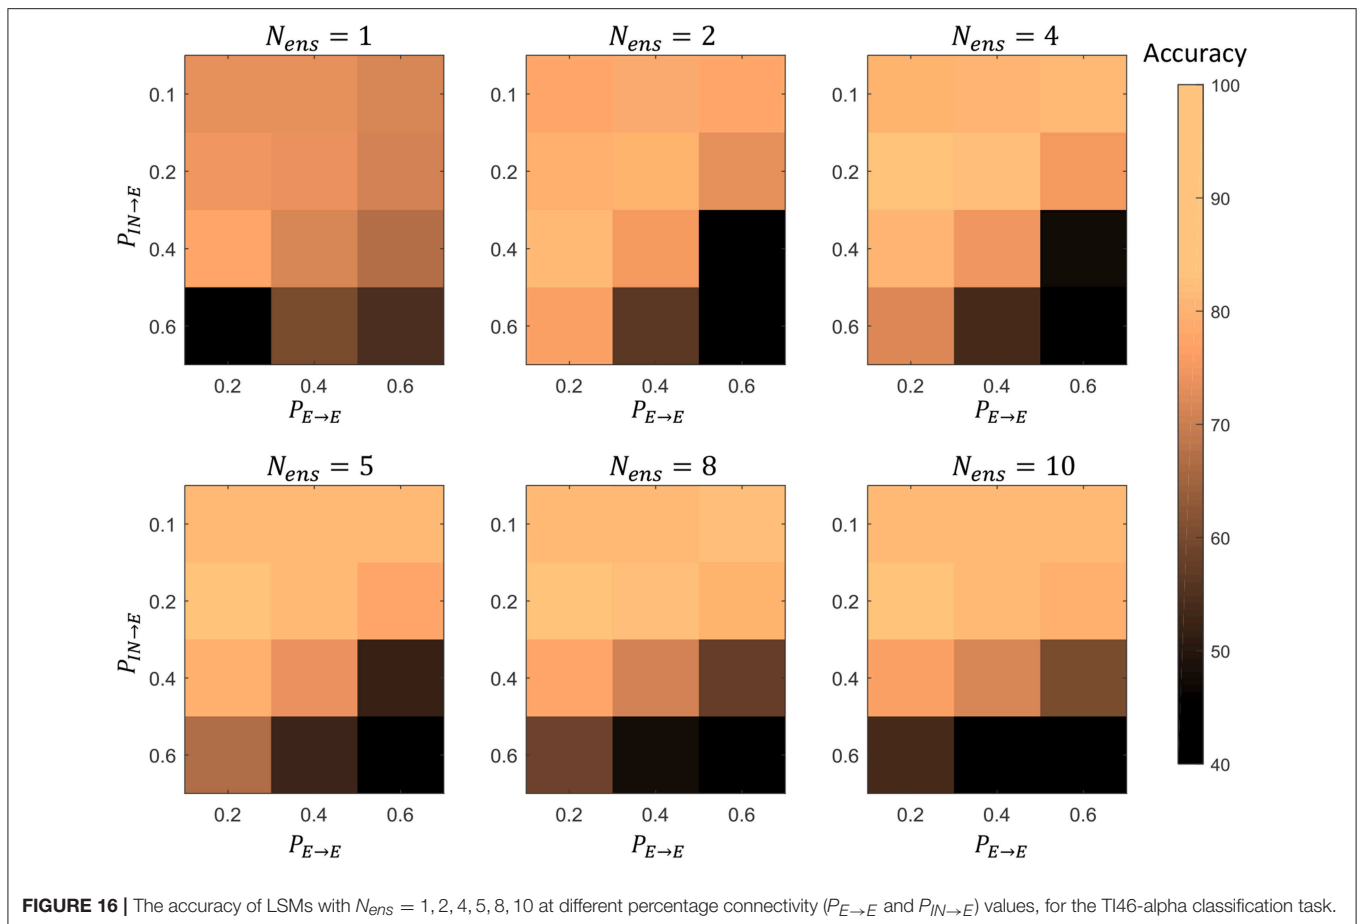 N_ens = 1
N_ens = 2
N_ens = 4
Accuracy
0.1
0.2
0.4
0.6
P_IN→E
0.2 0.4 0.6
P_E→E
0.1
0.2
0.4
0.6
0.2 0.4 0.6
P_E→E
0.1
0.2
0.4
0.6
0.2 0.4 0.6
P_E→E
100
90
80
70
60
50
40
N_ens = 5
N_ens = 8
N_ens = 10
0.1
0.2
0.4
0.6
P_IN→E
0.2 0.4 0.6
P_E→E
0.1
0.2
0.4
0.6
0.2 0.4 0.6
P_E→E
0.1
0.2
0.4
0.6
0.2 0.4 0.6
P_E→E
FIGURE 16 | The accuracy of LSMs with N_ens = 1, 2, 4, 5, 8, 10 at different percentage connectivity (P_E→E and P_IN→E) values, for the TI46-alpha classification task.